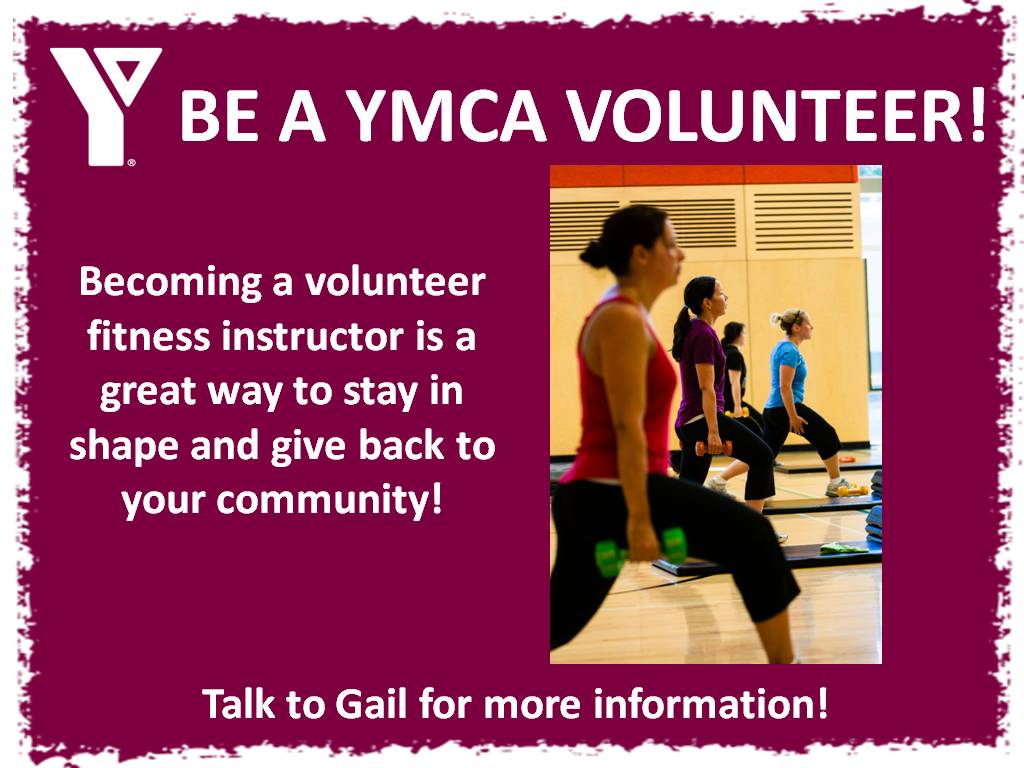 Y BE A YMCA VOLUNTEER!
®
Becoming a volunteer
fitness instructor is a
great way to stay in
shape and give back to
your community!
Talk to Gail for more information!